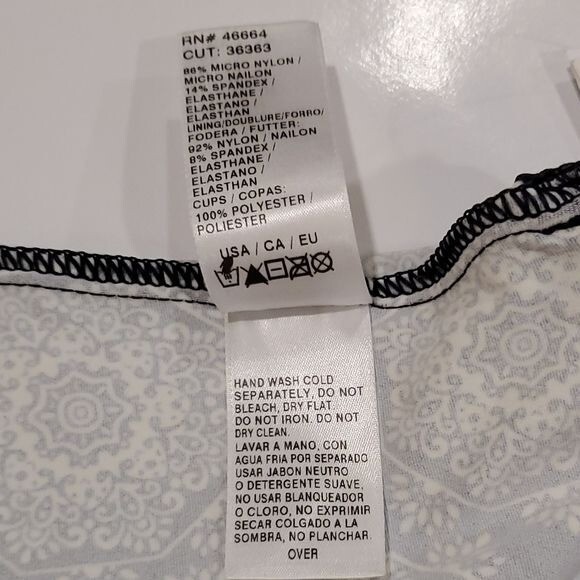 RN# 46664
CUT: 36363
86% MICRO NYLON /
MICRO NAILON
14% SPANDEX /
ELASTHANE /
ELASTANO /
ELASTHAN
LINING/DOUBLURE/FORRO/
FODERA / FUTTER:
92% NYLON / NAILON
8% SPANDEX /
ELASTHANE /
ELASTANO /
ELASTHAN
CUPS / COPAS:
100% POLYESTER /
POLIESTER
USA / CA / EU
HAND WASH COLD
SEPARATELY, DO NOT
BLEACH, DRY FLAT.
DO NOT IRON. DO NOT
DRY CLEAN.
LAVAR A MANO, CON
AGUA FRIA POR SEPARADO
USAR JABON NEUTRO
O DETERGENTE SUAVE,
NO USAR BLANQUEADOR
O CLORO, NO EXPRIMIR
SECAR COLGADO A LA
SOMBRA, NO PLANCHAR.
OVER